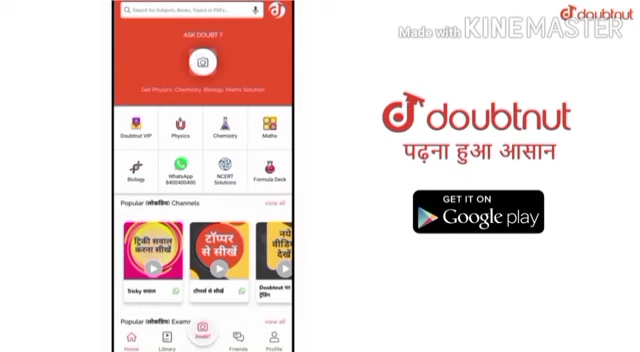 Search for Subjects, Books, Topics or PDFs...
ASK DOUBT ?
Get Physics, Chemistry, Biology, Maths Solution
Doubtnut VIP
Physics
Chemistry
Maths
Biology
WhatsApp
8400400400
NCERT
Solutions
Formula Deck
Popular (लोकप्रिय) Channels
view all
ट्रिकी सवाल
करना सीखें
टॉप्पर
से सीखें
नये
वीडि
देखें
Tricky सवाल
टॉपर्स से सीखें
Doubtnut पर
ट्रेंडिंग
Popular (लोकप्रिय) Exams
view all
Home
Library
Doubt?
Friends
Profile
Made with KINEMASTER
doubtnut
doubtnut
पढ़ना हुआ आसान
GET IT ON
Google play